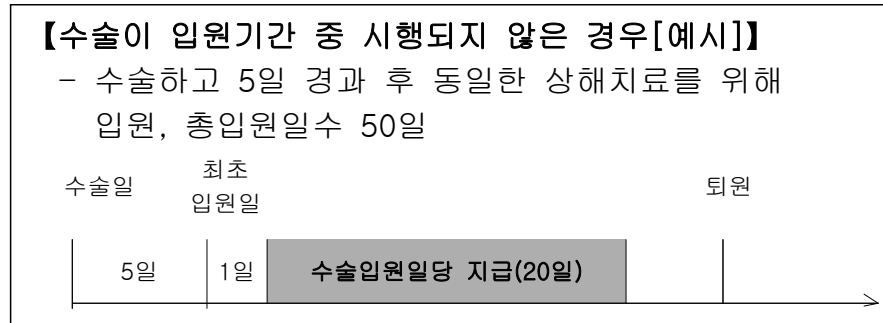 【수술이 입원기간 중 시행되지 않은 경우[예시]】
- 수술하고 5일 경과 후 동일한 상해치료를 위해
입원, 총입원일수 50일
수술일 최초 입원일 퇴원
5일 1일 수술입원일당 지급(20일)